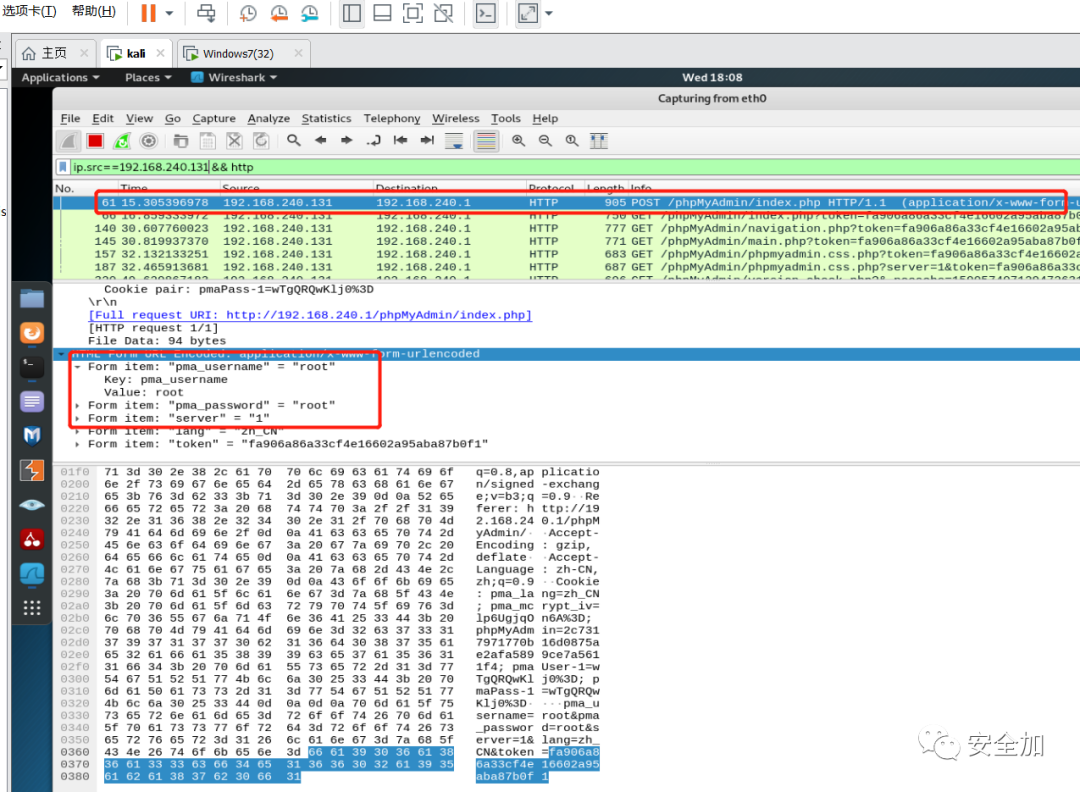 选项卡(T) 帮助(H)
主页 kali Windows7(32)
Applications Places Wireshark Wed 18:08
Capturing from eth0
File Edit View Go Capture Analyze Statistics Telephony Wireless Tools Help
ip.src==192.168.240.131 && http
No. Time Source Destination Protocol Length Info
61 15.305396978 192.168.240.131 192.168.240.1 HTTP 905 POST /phpMyAdmin/index.php HTTP/1.1 (application/x-www-form-u
66 16.859333972 192.168.240.131 192.168.240.1 HTTP 750 GET /phpMyAdmin/index.php?token=fa906a86a33cf4e16602a95aba87b0f
140 30.607760023 192.168.240.131 192.168.240.1 HTTP 777 GET /phpMyAdmin/navigation.php?token=fa906a86a33cf4e16602a95ab
145 30.819937370 192.168.240.131 192.168.240.1 HTTP 771 GET /phpMyAdmin/main.php?token=fa906a86a33cf4e16602a95aba87b0f
157 32.132133251 192.168.240.131 192.168.240.1 HTTP 683 GET /phpMyAdmin/phpmyadmin.css.php?token=fa906a86a33cf4e16602a
187 32.465913681 192.168.240.131 192.168.240.1 HTTP 687 GET /phpMyAdmin/phpmyadmin.css.php?server=1&token=fa906a86a33c
Cookie pair: pmaPass-1=wTgQRQwKlj0%3D
\r\n
[Full request URI: http://192.168.240.1/phpMyAdmin/index.php]
[HTTP request 1/1]
File Data: 94 bytes
HTML Form URL Encoded: application/x-www-form-urlencoded
Form item: "pma_username" = "root"
Key: pma_username
Value: root
Form item: "pma_password" = "root"
Form item: "server" = "1"
Form item: "lang" = "zh_CN"
Form item: "token" = "fa906a86a33cf4e16602a95aba87b0f1"
01f0 71 3d 30 2e 38 2c 61 70 70 6c 69 63 61 74 69 6f q=0.8,ap plicatio
0200 6e 2f 73 69 67 6e 65 64 2d 65 78 63 68 61 6e 67 n/signed -exchang
0210 65 3b 76 3d 62 33 3b 71 3d 30 2e 39 0d 0a 52 65 e;v=b3;q =0.9··Re
0220 66 65 72 65 72 3a 20 68 74 74 70 3a 2f 2f 31 39 ferer: h ttp://19
0230 32 2e 31 36 38 2e 32 34 30 2e 31 2f 70 68 70 4d 2.168.24 0.1/phpM
0240 79 41 64 6d 69 6e 2f 0d 0a 41 63 63 65 70 74 2d yAdmin/· ·Accept-
0250 45 6e 63 6f 64 69 6e 67 3a 20 67 7a 69 70 2c 20 Encoding : gzip,
0260 64 65 66 6c 61 74 65 0d 0a 41 63 63 65 70 74 2d deflate· ·Accept-
0270 4c 61 6e 67 75 61 67 65 3a 20 7a 68 2d 43 4e 2c Language : zh-CN,
0280 7a 68 3b 71 3d 30 2e 39 0d 0a 43 6f 6f 6b 69 65 zh;q=0.9 ··Cookie
0290 3a 20 70 6d 61 5f 6c 61 6e 67 3d 7a 68 5f 43 4e : pma_la ng=zh_CN
02a0 3b 20 70 6d 61 5f 6d 63 72 79 70 74 5f 69 76 3d ; pma_mc rypt_iv=
02b0 6c 70 36 55 67 6a 71 4f 6e 36 41 25 33 44 3b 20 lp6UgjqO n6A%3D;
02c0 70 68 70 4d 79 41 64 6d 69 6e 3d 32 63 37 33 31 phpMyAdm in=2c731
02d0 37 39 37 31 37 37 30 62 31 36 64 30 38 37 35 61 7971770b 16d0875a
02e0 65 32 61 66 61 35 38 39 39 63 65 37 61 35 36 31 e2afa589 9ce7a561
02f0 31 66 34 3b 20 70 6d 61 55 73 65 72 2d 31 3d 77 1f4; pma User-1=w
0300 54 67 51 52 51 77 4b 6c 6a 30 25 33 44 3b 20 70 TgQRQwKl j0%3D; p
0310 6d 61 50 61 73 73 2d 31 3d 77 54 67 51 52 51 77 maPass-1 =wTgQRQw
0320 4b 6c 6a 30 25 33 44 0d 0a 0d 0a 70 6d 61 5f 75 Klj0%3D· ···pma_u
0330 73 65 72 6e 61 6d 65 3d 72 6f 6f 74 26 70 6d 61 sername= root&pma
0340 5f 70 61 73 73 77 6f 72 64 3d 72 6f 6f 74 26 73 _passwor d=root&s
0350 65 72 76 65 72 3d 31 26 6c 61 6e 67 3d 7a 68 5f erver=1& lang=zh_
0360 43 4e 26 74 6f 6b 65 6e 3d 66 61 39 30 36 61 38 CN&token =fa906a8
0370 36 61 33 33 63 66 34 65 31 36 36 30 32 61 39 35 6a33cf4e 16602a95
0380 61 62 61 38 37 62 30 66 31 aba87b0f 1
安全加